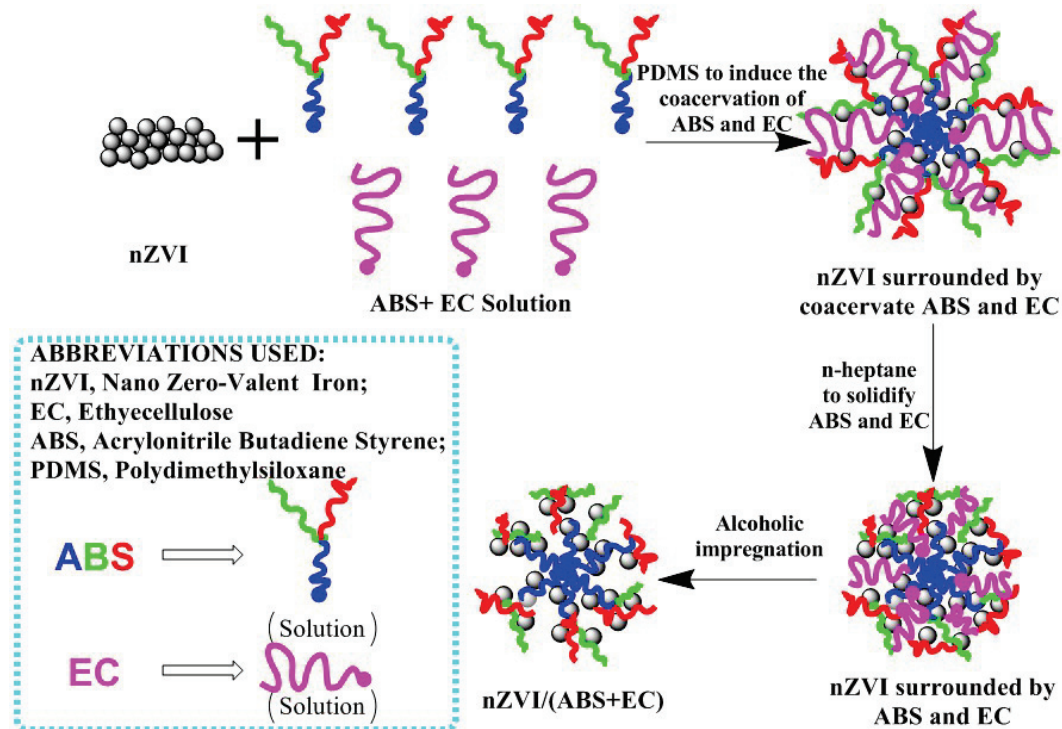 nZVI
+
ABS+ EC Solution
PDMS to induce the
coacervation of
ABS and EC
nZVI surrounded by
coacervate ABS and EC
n-heptane
to solidify
ABS and EC
nZVI surrounded by
ABS and EC
Alcoholic
impregnation
nZVI/(ABS+EC)
ABBREVIATIONS USED:
nZVI, Nano Zero-Valent Iron;
EC, Ethyecellulose
ABS, Acrylonitrile Butadiene Styrene;
PDMS, Polydimethylsiloxane
ABS
(Solution)
EC
(Solution)